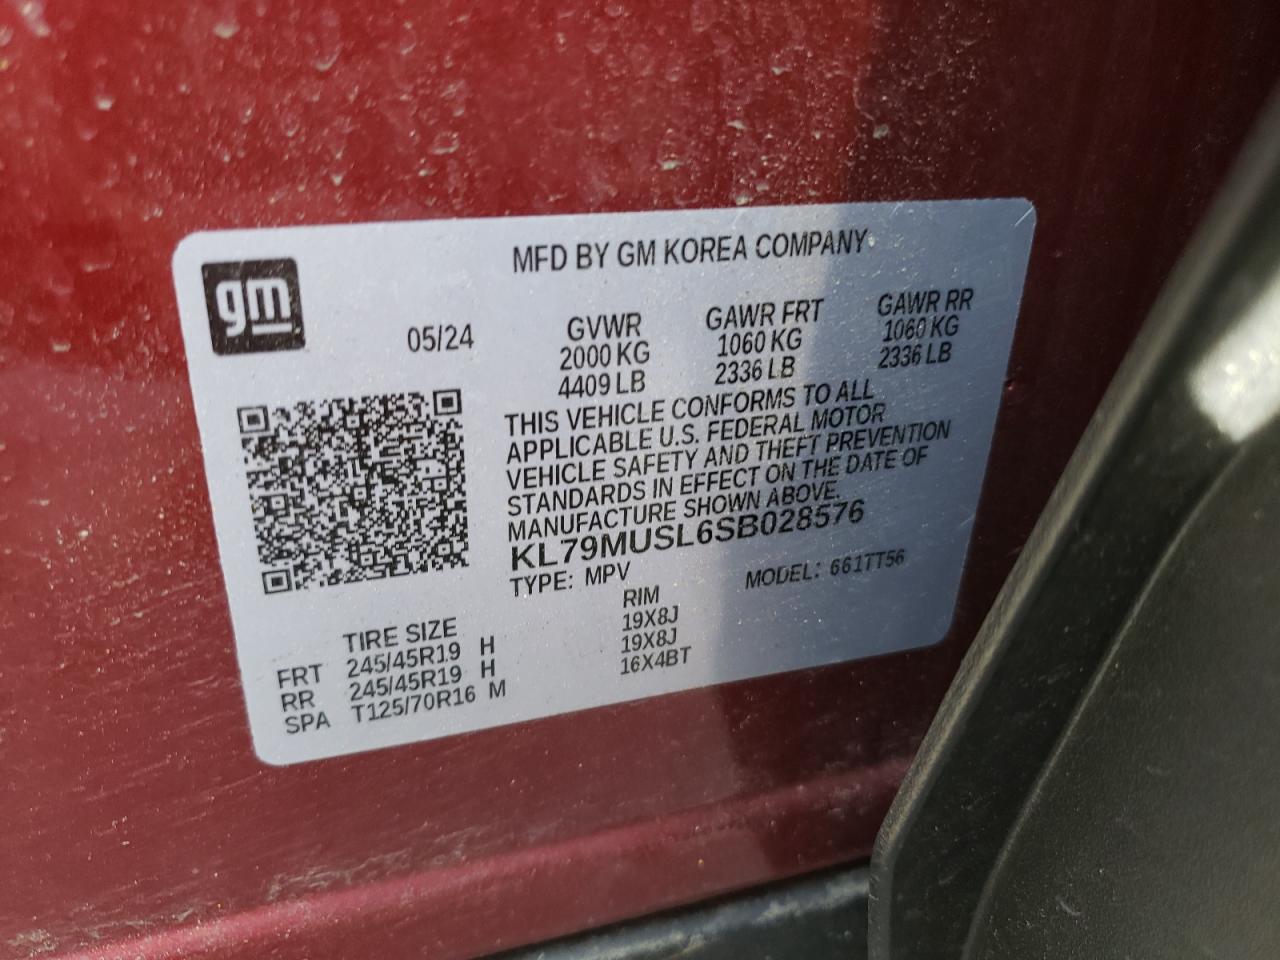 gm
MFD BY GM KOREA COMPANY
05/24
GVWR GAWR FRT GAWR RR
2000 KG 1060 KG 1060 KG
4409 LB 2336 LB 2336 LB
THIS VEHICLE CONFORMS TO ALL
APPLICABLE U.S. FEDERAL MOTOR
VEHICLE SAFETY AND THEFT PREVENTION
STANDARDS IN EFFECT ON THE DATE OF
MANUFACTURE SHOWN ABOVE.
KL79MUSL6SB028576
TYPE: MPV MODEL: 661TT56
TIRE SIZE RIM
FRT 245/45R19 H 19X8J
RR 245/45R19 H 19X8J
SPA T125/70R16 M 16X4BT